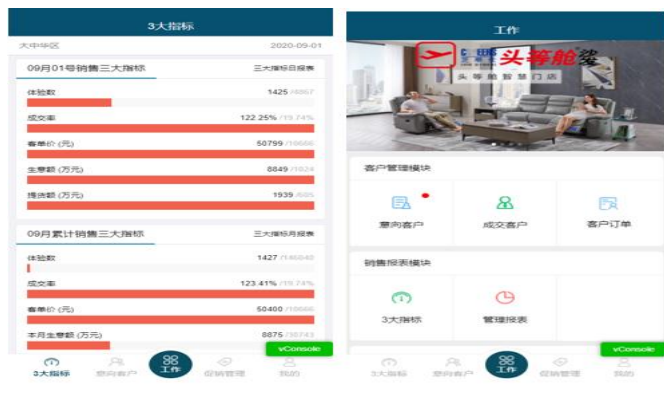 3大指标
大中华区 2020-09-01
09月01号销售三大指标 三大指标日报表
体验数 1425
成交率 122.25% /19.74%
客单价 (元) 50799
生意额 (万元) 8849
提货额 (万元) 1939
09月累计销售三大指标 三大指标月报表
体验数 1427
成交率 123.41% /19.74%
客单价 (元) 50400
本月生意额 (万元) 8875
vConsole
3大指标 意向客户 工作 促销管理 我的
工作
头等舱
头等舱智慧门店
客户管理模块
意向客户 成交客户 客户订单
销售报表模块
3大指标 管理报表
vConsole
3大指标 意向客户 工作 促销管理 我的